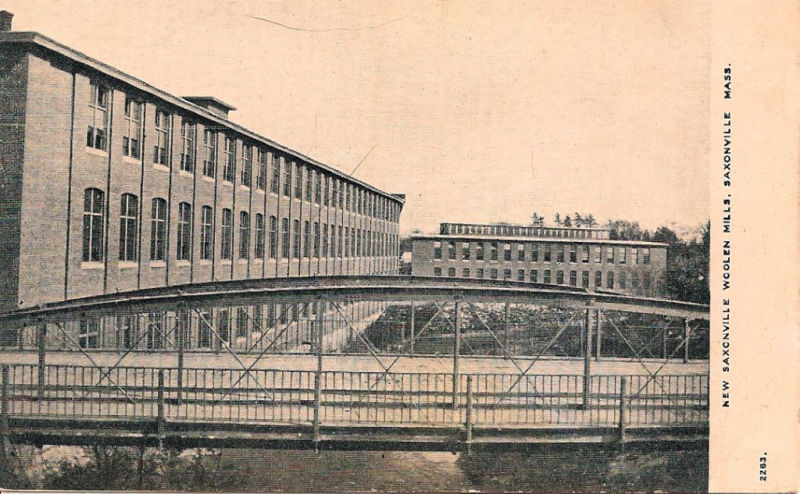 NEW SAXONVILLE WOOLEN MILLS, SAXONVILLE MASS.
2263.